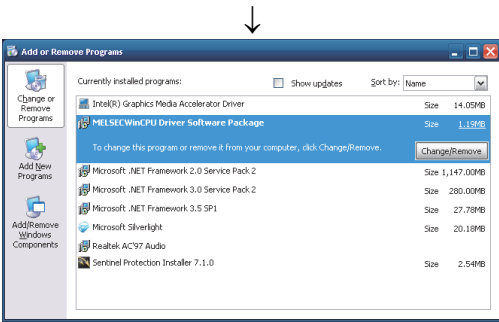 ↓
Add or Remove Programs
Change or
Remove
Programs
Currently installed programs:
Show updates
Sort by: Name
Intel(R) Graphics Media Accelerator Driver Size 14.05MB
MELSECWinCPU Driver Software Package Size 1.19MB
To change this program or remove it from your computer, click Change/Remove. Change/Remove
Add New
Programs
Microsoft .NET Framework 2.0 Service Pack 2 Size 1,147.00MB
Microsoft .NET Framework 3.0 Service Pack 2 Size 280.00MB
Microsoft .NET Framework 3.5 SP1 Size 27.78MB
Add/Remove
Windows
Components
Microsoft Silverlight Size 20.18MB
Realtek AC'97 Audio
Sentinel Protection Installer 7.1.0 Size 2.54MB